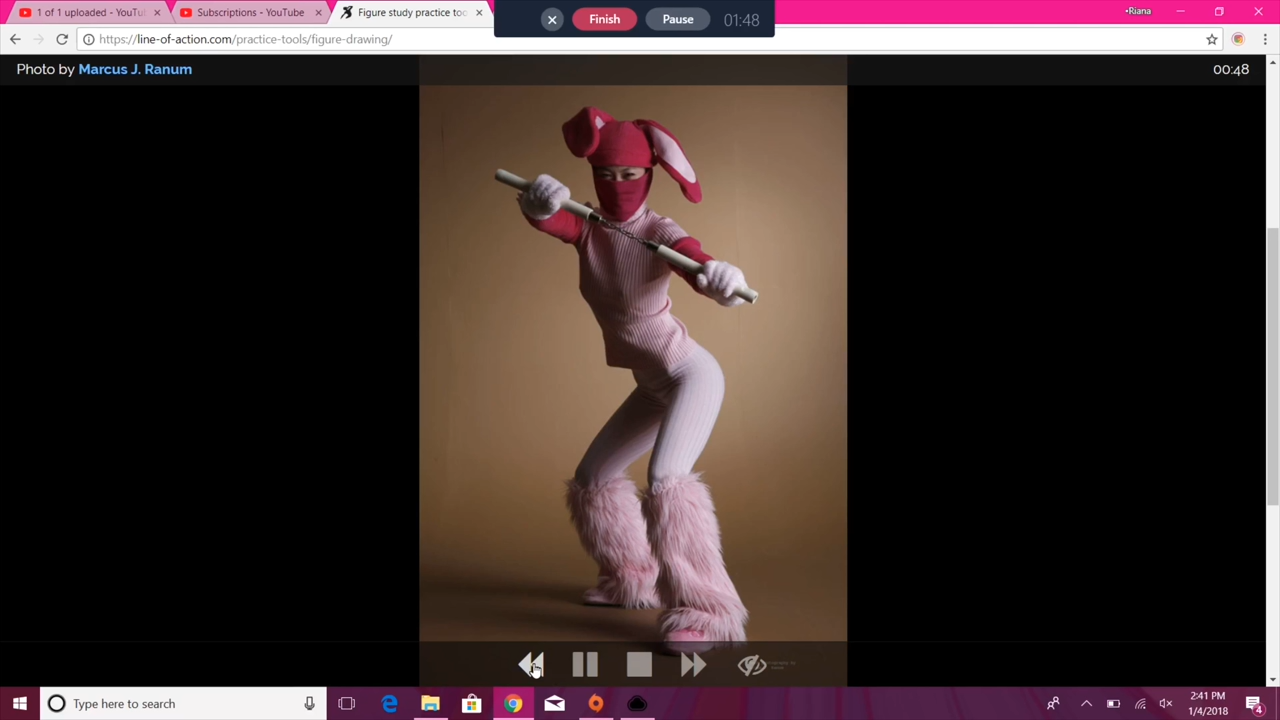 1 of 1 uploaded - YouTu
Subscriptions - YouTube
Figure study practice too
Finish
Pause
01:48
•Riana
https://line-of-action.com/practice-tools/figure-drawing/
Photo by Marcus J. Ranum
00:48
Type here to search
2:41 PM
1/4/2018
4